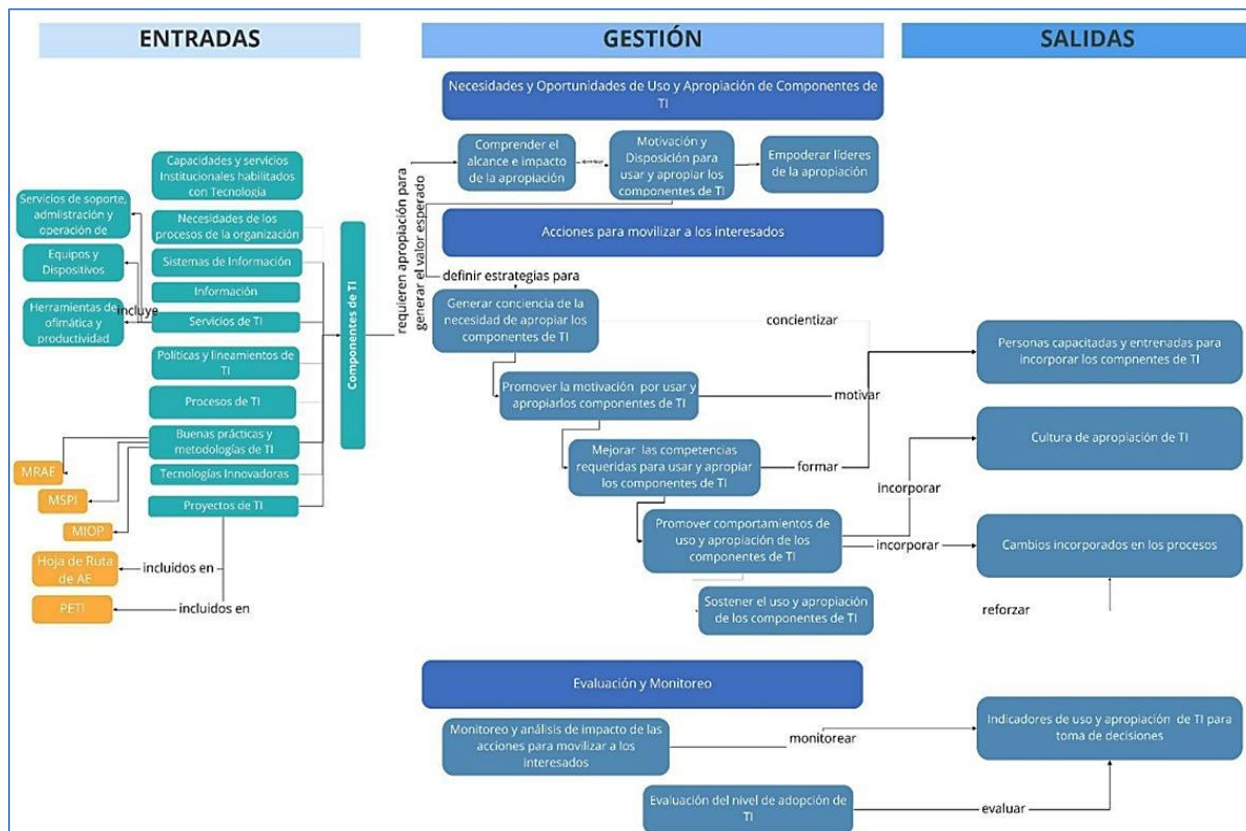 ENTRADAS
GESTIÓN
SALIDAS
Necesidades y Oportunidades de Uso y Apropiación de Componentes de
TI
Capacidades y servicios
Institucionales habilitados
con Tecnología
Servicios de soporte,
admiistración y
operación de
Necesidades de los
procesos de la organización
Equipos y
Dispositivos
Sistemas de Información
Información
Herramientas de
ofimática y
productividad
incluye
Servicios de TI
Políticas y lineamientos de
TI
Procesos de TI
Buenas prácticas y
metodologías de TI
Tecnologías Innovadoras
Proyectos de TI
MRAE
MSPI
MIOP
Hoja de Ruta
de AE
incluidos en
PETI
incluidos en
Componentes de TI
requieren apropiación para
generar el valor esperado
Comprender el
alcance e impacto
de la apropiación
Motivación y
Disposición para
usar y apropiar los
componentes de TI
Empoderar líderes
de la apropiación
Acciones para movilizar a los interesados
definir estrategias para
Generar conciencia de la
necesidad de apropiar los
componentes de TI
concientizar
Promover la motivación por usar y
apropiarlos componentes de TI
motivar
Mejorar las competencias
requeridas para usar y apropiar
los componentes de TI
formar
Promover comportamientos de
uso y apropiación de los
componentes de TI
incorporar
incorporar
Sostener el uso y apropiación
de los componentes de TI
reforzar
Personas capacitadas y entrenadas para
incorporar los compnentes de TI
Cultura de apropiación de TI
Cambios incorporados en los procesos
Evaluación y Monitoreo
Monitoreo y análisis de impacto de las
acciones para movilizar a los
interesados
monitorear
Indicadores de uso y apropiación de TI para
toma de decisiones
Evaluación del nivel de adopción de
TI
evaluar